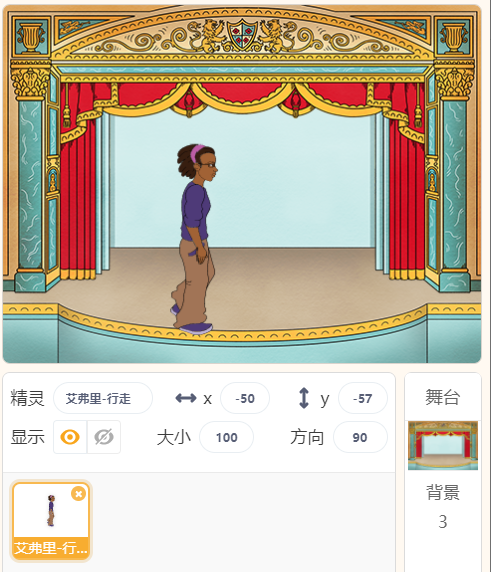 精灵 艾弗里-行走 x -50 y -57
显示 大小 100 方向 90
艾弗里-行...
舞台
背景
3